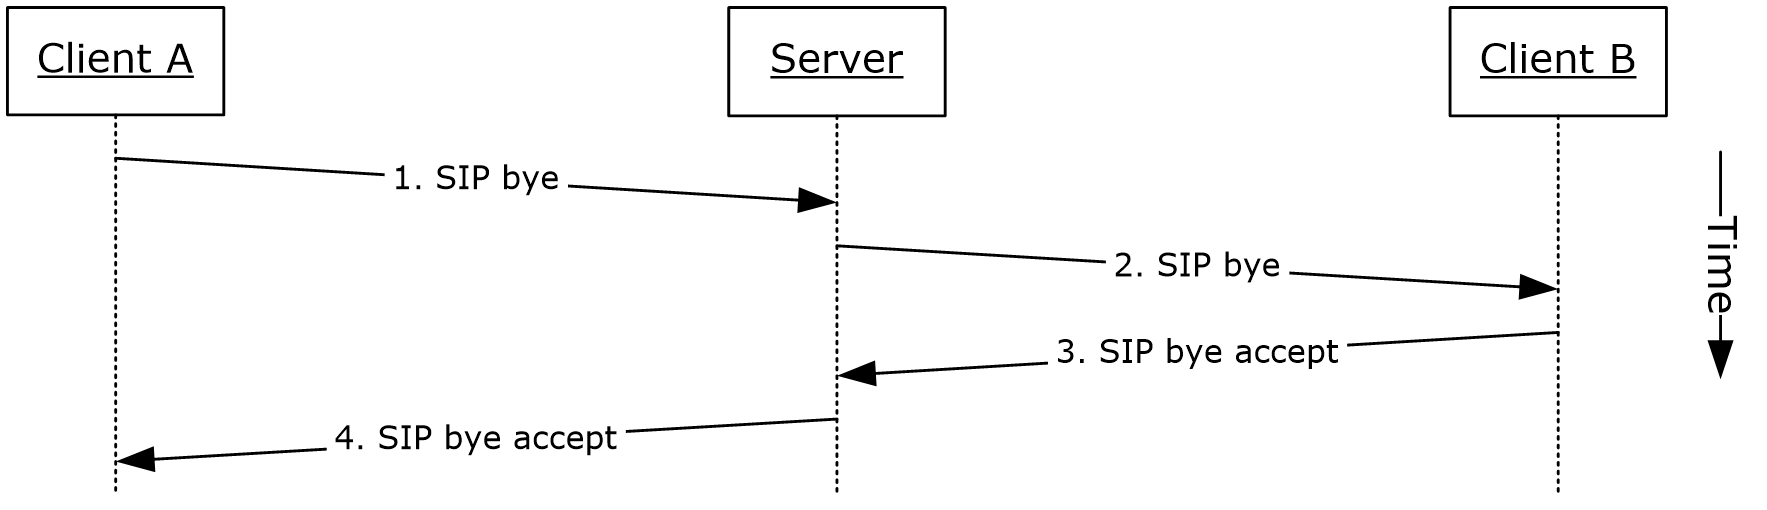 Client A
Server
Client B
1. SIP bye
2. SIP bye
3. SIP bye accept
4. SIP bye accept
Time